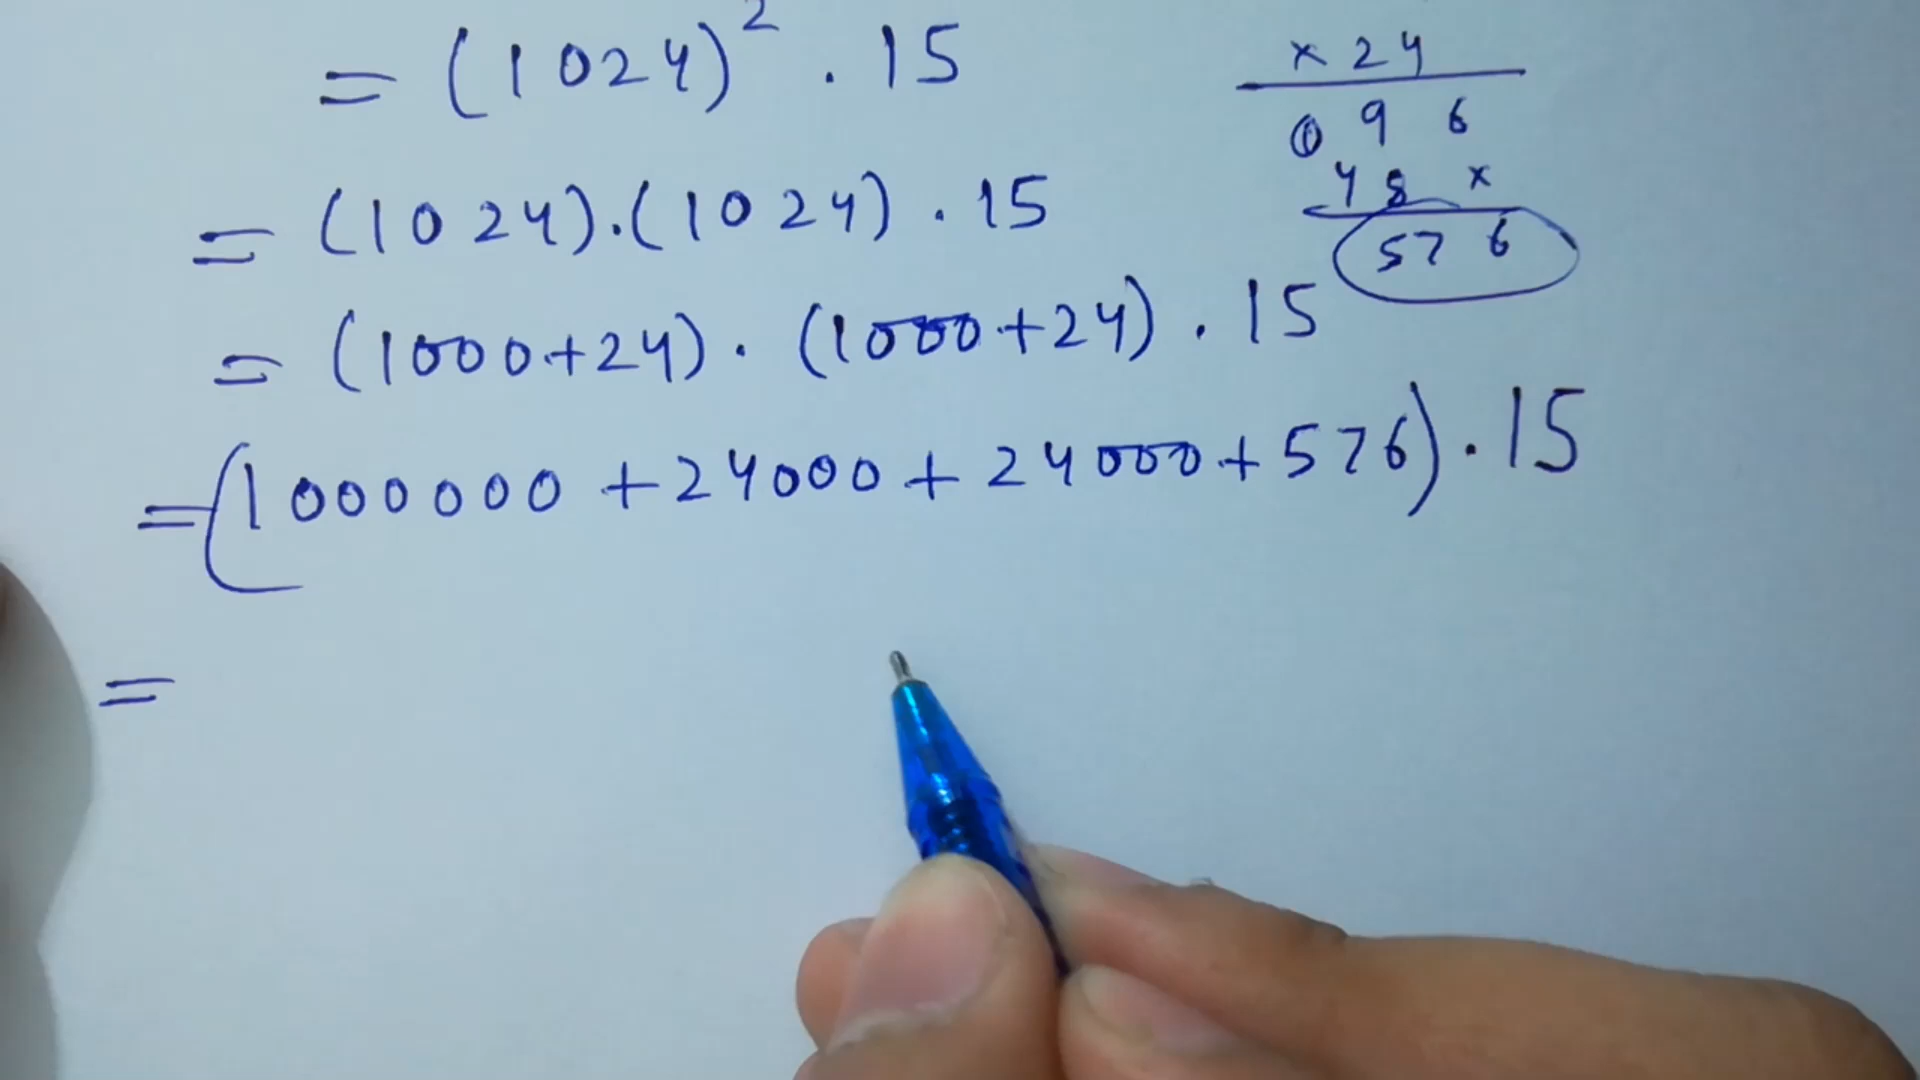 = (1024)² . 15
= (1024).(1024) . 15
= (1000+24) . (1000+24) . 15
= (1000000 + 24000 + 24000 + 576) . 15
=
× 24
096
48×
576